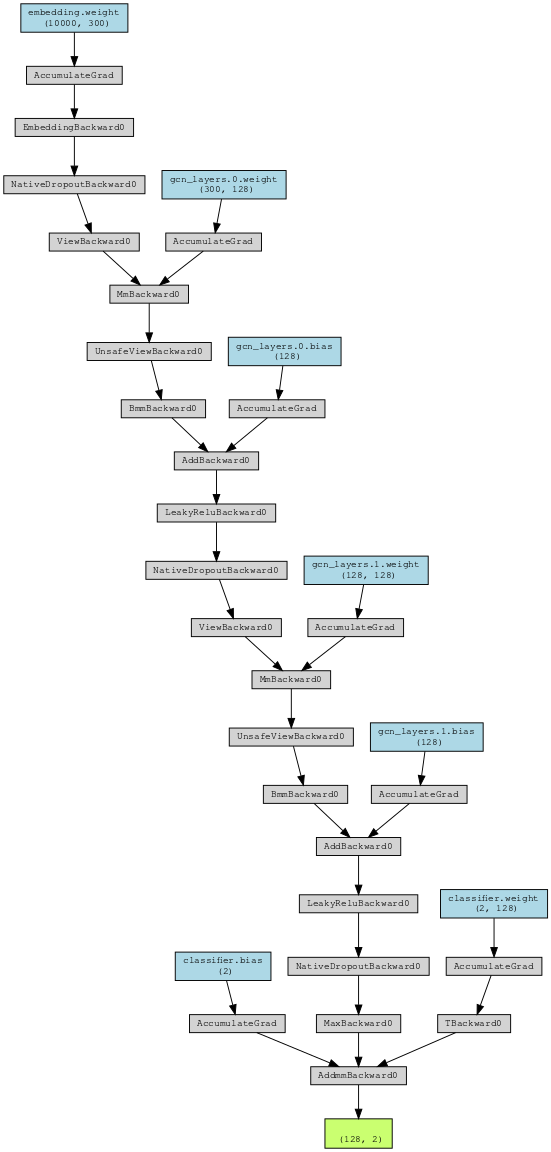 embedding.weight
(10000, 300)
AccumulateGrad
EmbeddingBackward0
NativeDropoutBackward0
gcn_layers.0.weight
(300, 128)
ViewBackward0
AccumulateGrad
MmBackward0
UnsafeViewBackward0
gcn_layers.0.bias
(128)
BmmBackward0
AccumulateGrad
AddBackward0
LeakyReluBackward0
NativeDropoutBackward0
gcn_layers.1.weight
(128, 128)
ViewBackward0
AccumulateGrad
MmBackward0
UnsafeViewBackward0
gcn_layers.1.bias
(128)
BmmBackward0
AccumulateGrad
AddBackward0
LeakyReluBackward0
classifier.weight
(2, 128)
classifier.bias
(2)
NativeDropoutBackward0
AccumulateGrad
AccumulateGrad
MaxBackward0
TBackward0
AddmmBackward0
(128, 2)